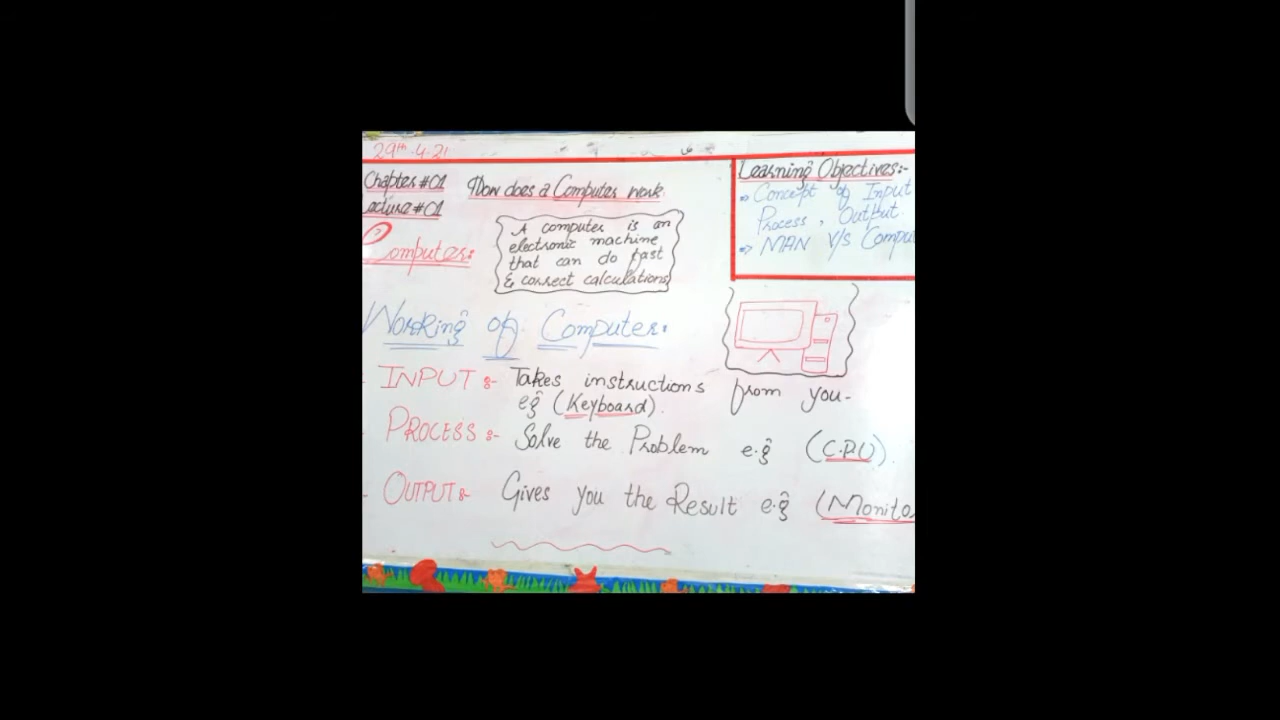 29th-4-21
Chapter #01
Lecture #01
How does a Computer work
Learning Objectives:-
Concept of Input
Process, Output.
MAN V/S Compu
Computer:
A computer is an
electronic machine
that can do fast
& correct calculations
Working of Computer:
INPUT :- Takes instructions from you-
eg (Keyboard).
PROCESS :- Solve the Problem e.g (C.P.U).
OUTPUT :- Gives you the Result e.g (Monitor